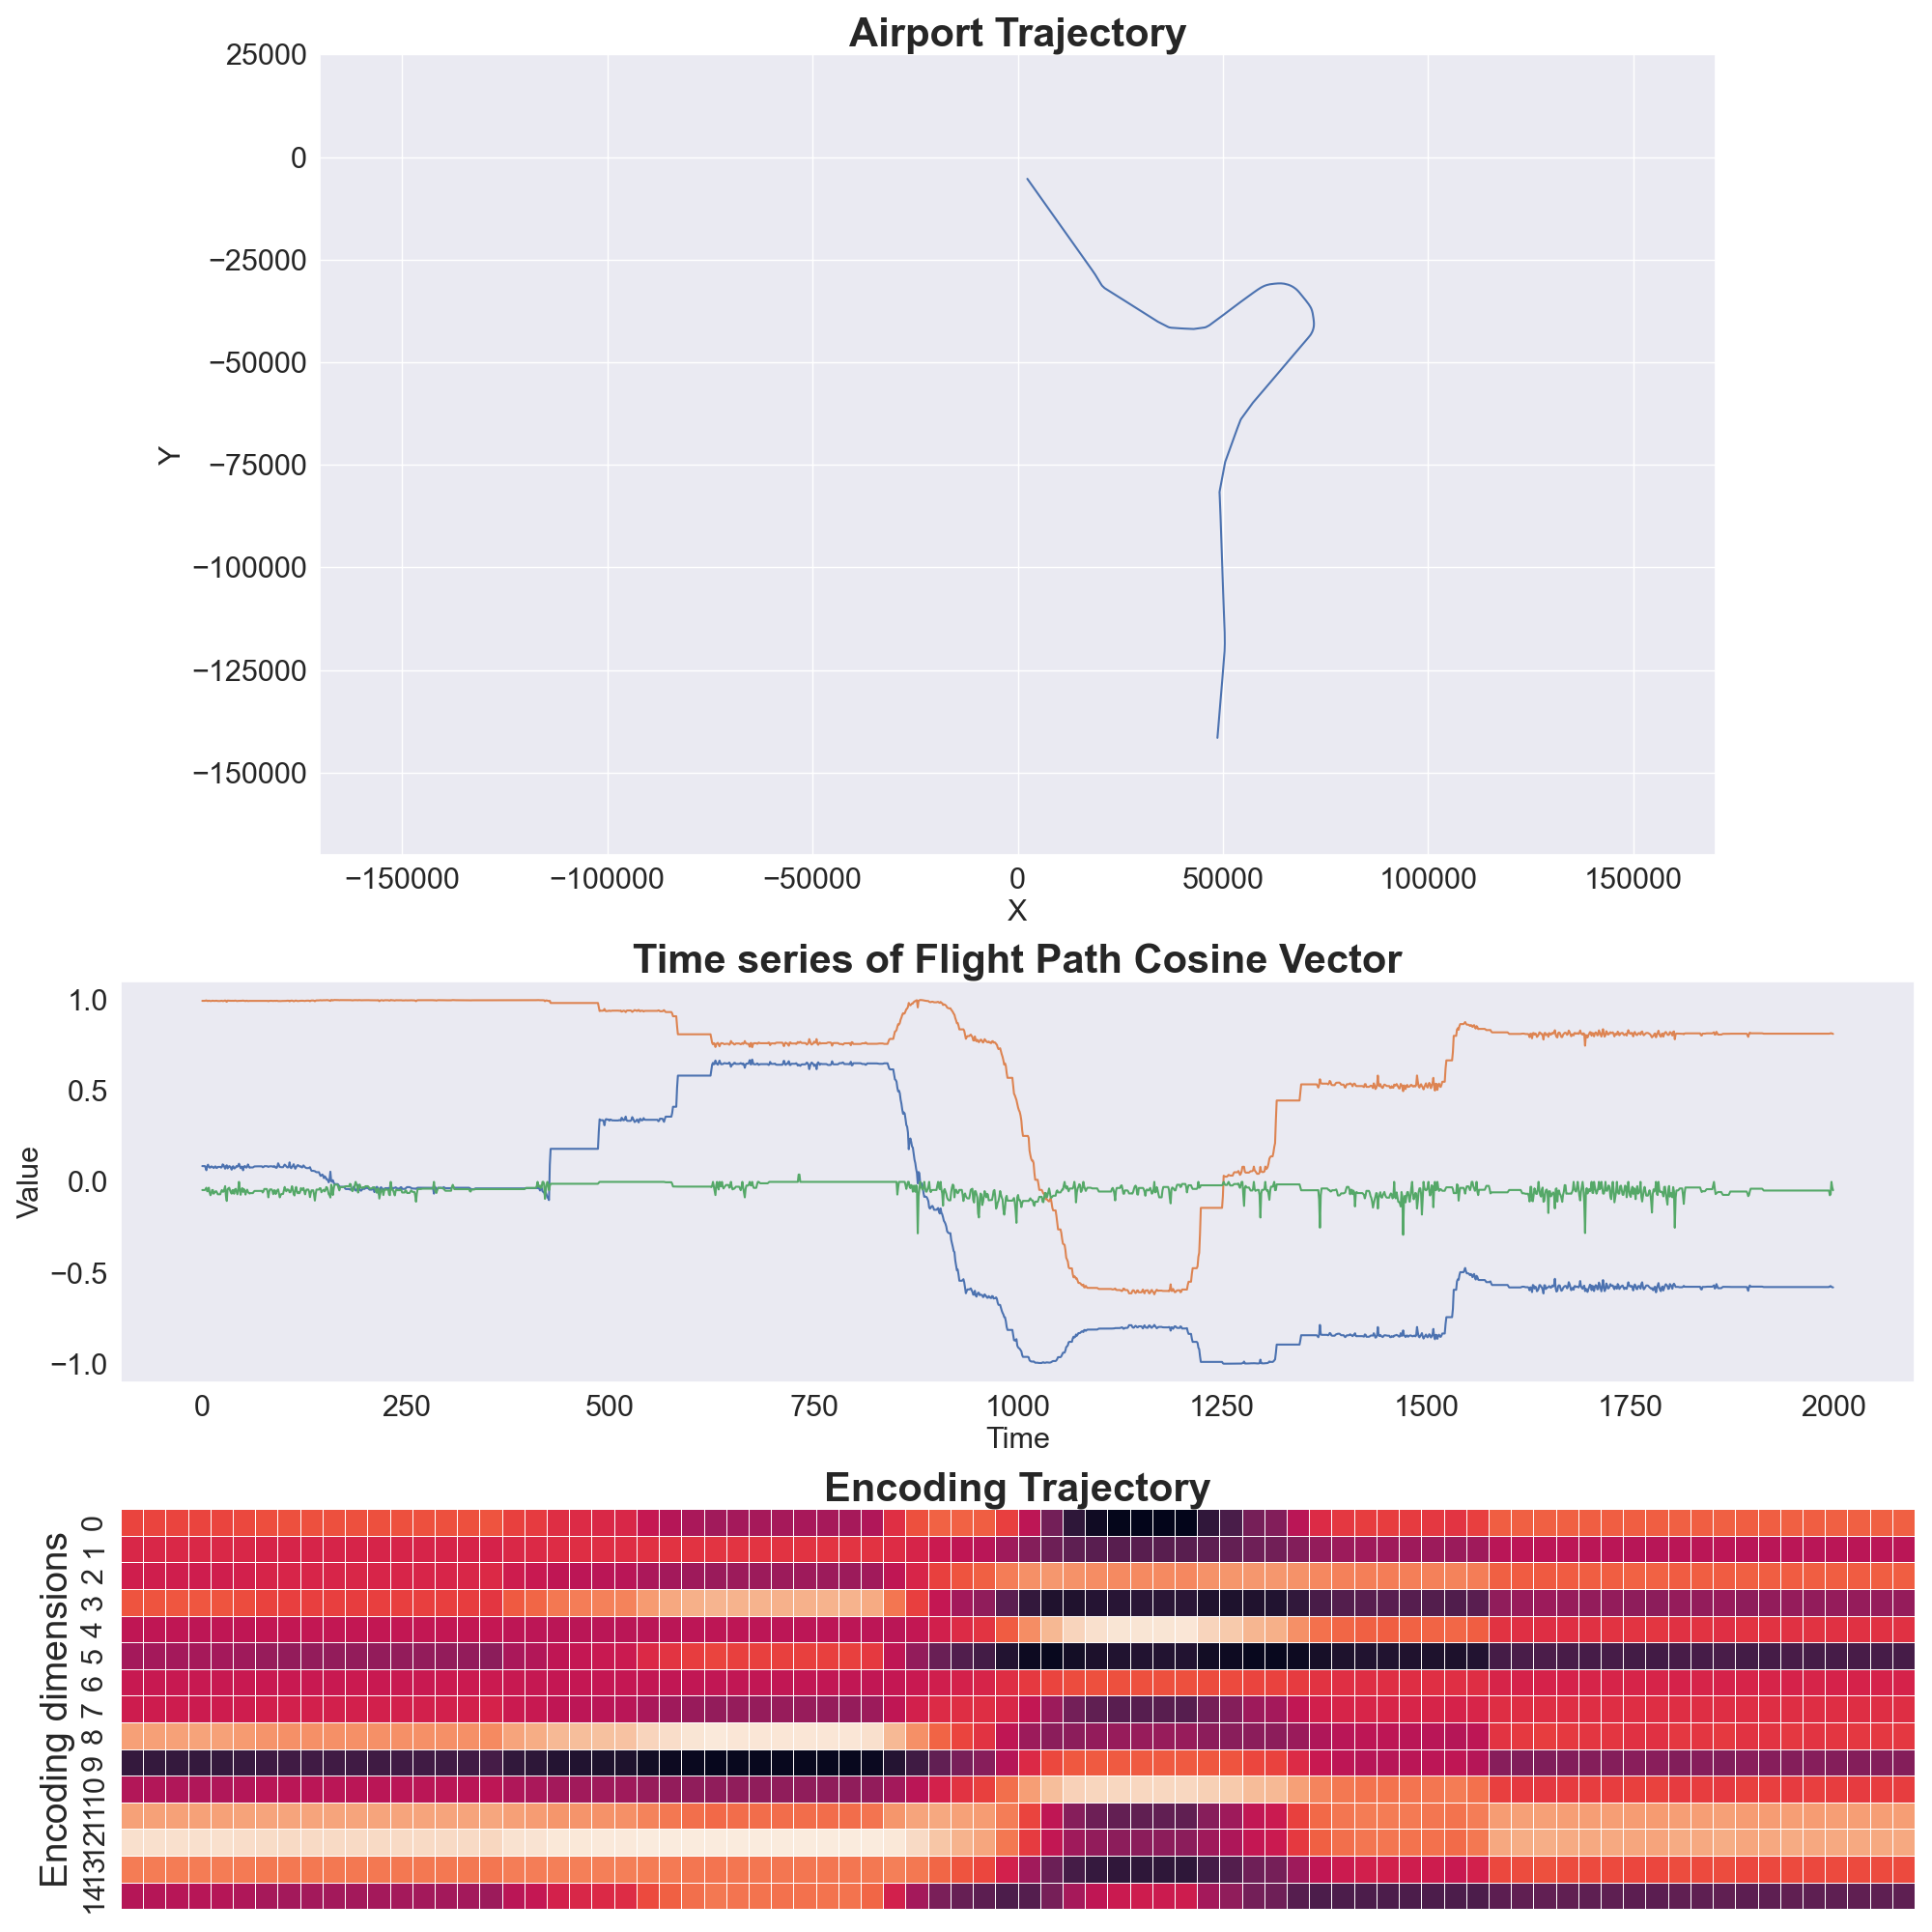 Airport Trajectory
25000
0
−25000
−50000
−75000
−100000
−125000
−150000
Y
−150000 −100000 −50000 0 50000 100000 150000
X
Time series of Flight Path Cosine Vector
1.0
0.5
0.0
−0.5
−1.0
Value
0 250 500 750 1000 1250 1500 1750 2000
Time
Encoding Trajectory
Encoding dimensions
0
1
2
3
4
5
6
7
8
9
10
11
12
13
14